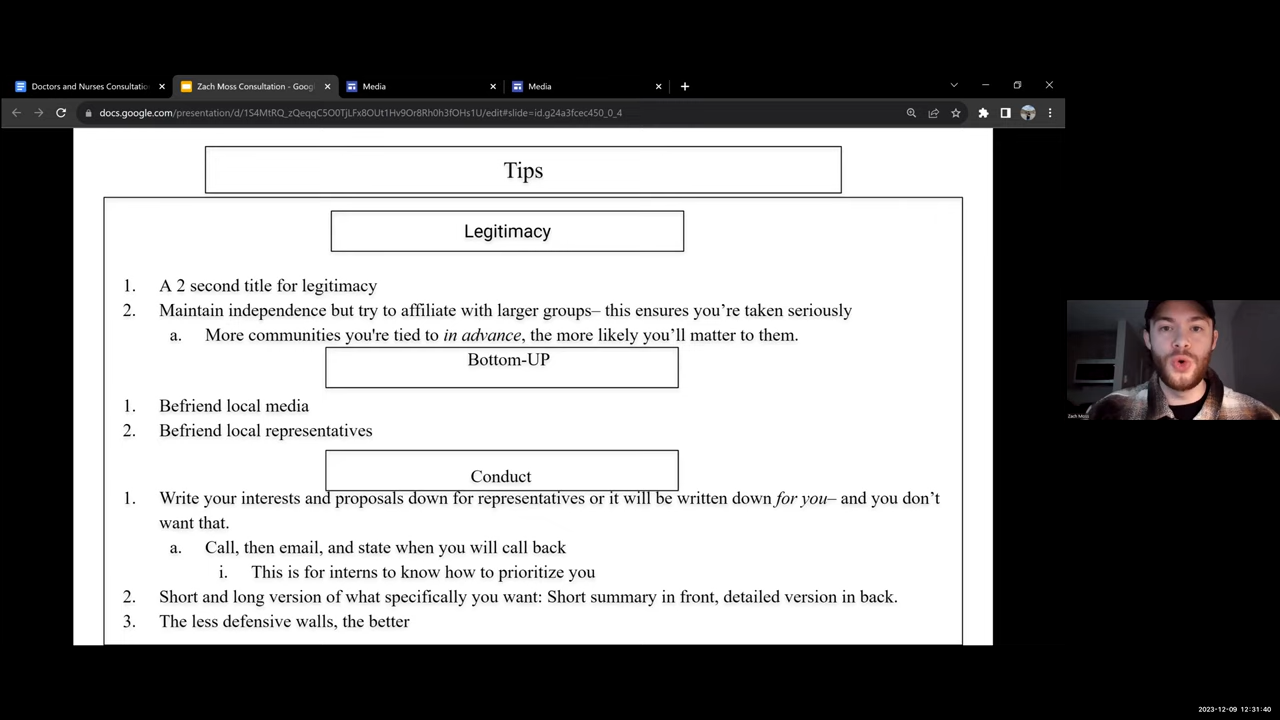 Doctors and Nurses Consultatio
Zach Moss Consultation - Goog
Media
Media
docs.google.com/presentation/d/1S4MtRQ_zQeqqC5O0TjLFx8OUt1Hv9Or8Rh0h3fOHs1U/edit#slide=id.g24a3fcec450_0_4
Tips
Legitimacy
1. A 2 second title for legitimacy
2. Maintain independence but try to affiliate with larger groups– this ensures you’re taken seriously
a. More communities you're tied to in advance, the more likely you’ll matter to them.
Bottom-UP
1. Befriend local media
2. Befriend local representatives
Conduct
1. Write your interests and proposals down for representatives or it will be written down for you– and you don’t
want that.
a. Call, then email, and state when you will call back
i. This is for interns to know how to prioritize you
2. Short and long version of what specifically you want: Short summary in front, detailed version in back.
3. The less defensive walls, the better
Zach Moss
2023-12-09 12:31:40